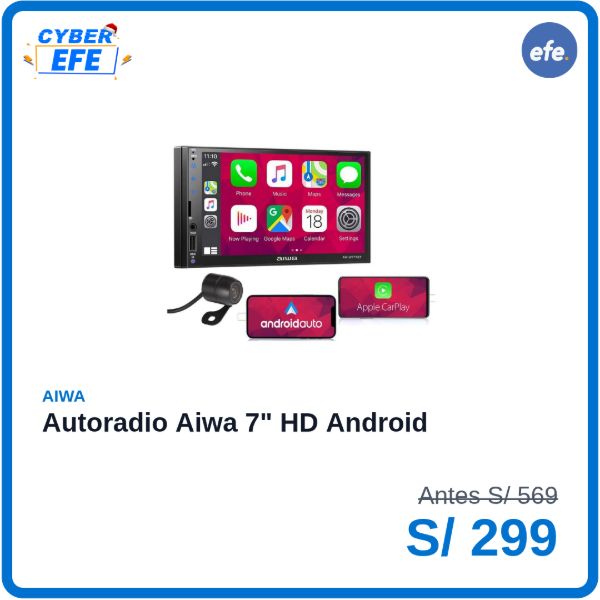 CYBER
EFE
efe.
11:10
Phone
Music
Maps
Messages
Now Playing
Google Maps
Monday
18
Calendar
Settings
AIWA
androidauto
Apple CarPlay
AIWA
Autoradio Aiwa 7" HD Android
Antes S/ 569
S/ 299